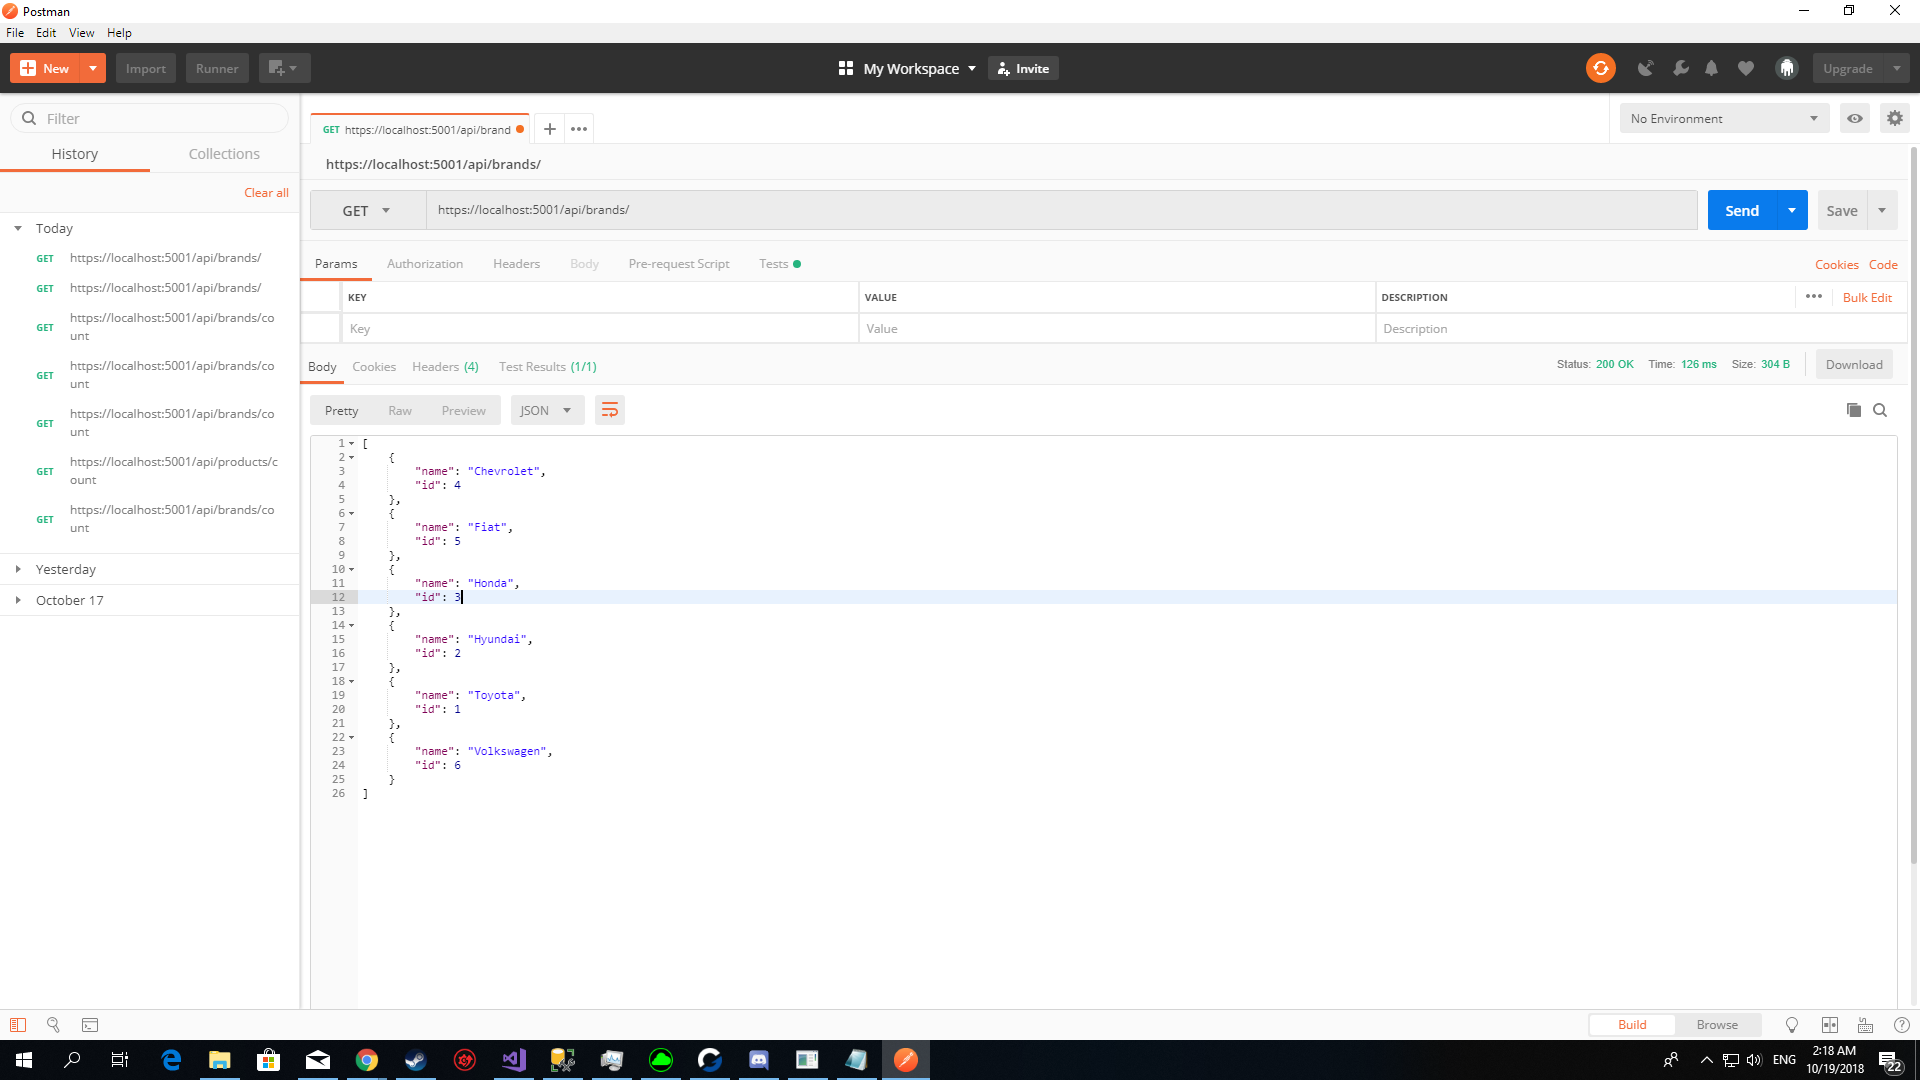 Postman
File Edit View Help
New Import Runner My Workspace Invite Upgrade
Filter
History Collections
Clear all
Today
GET https://localhost:5001/api/brands/
GET https://localhost:5001/api/brands/
GET https://localhost:5001/api/brands/co
unt
GET https://localhost:5001/api/brands/co
unt
GET https://localhost:5001/api/brands/co
unt
GET https://localhost:5001/api/products/c
ount
GET https://localhost:5001/api/brands/co
unt
Yesterday
October 17
GET https://localhost:5001/api/brand + •••
No Environment
https://localhost:5001/api/brands/
GET https://localhost:5001/api/brands/ Send Save
Params Authorization Headers Body Pre-request Script Tests Cookies Code
KEY VALUE DESCRIPTION ••• Bulk Edit
Key Value Description
Body Cookies Headers (4) Test Results (1/1) Status: 200 OK Time: 126 ms Size: 304 B Download
Pretty Raw Preview JSON
1 [
2 {
3 "name": "Chevrolet",
4 "id": 4
5 },
6 {
7 "name": "Fiat",
8 "id": 5
9 },
10 {
11 "name": "Honda",
12 "id": 3
13 },
14 {
15 "name": "Hyundai",
16 "id": 2
17 },
18 {
19 "name": "Toyota",
20 "id": 1
21 },
22 {
23 "name": "Volkswagen",
24 "id": 6
25 }
26 ]
Build Browse
ENG 2:18 AM
10/19/2018 22